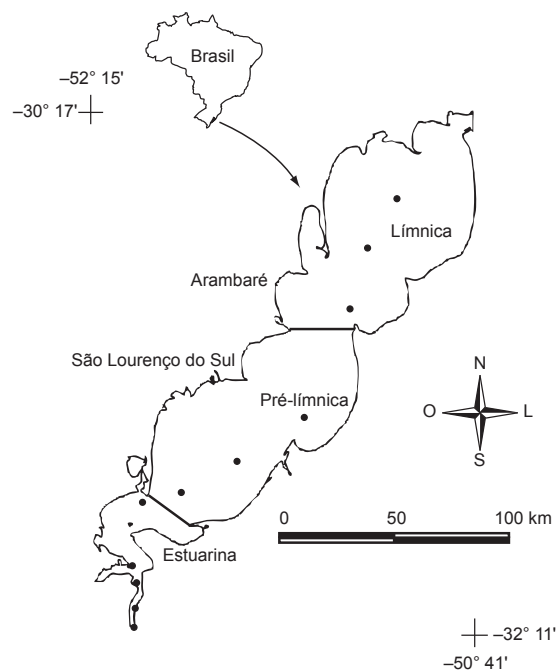 Brasil
–52° 15'
–30° 17'
Límnica
Arambaré
São Lourenço do Sul
Pré-límnica
N
O
L
S
0
50
100 km
Estuarina
–32° 11'
–50° 41'